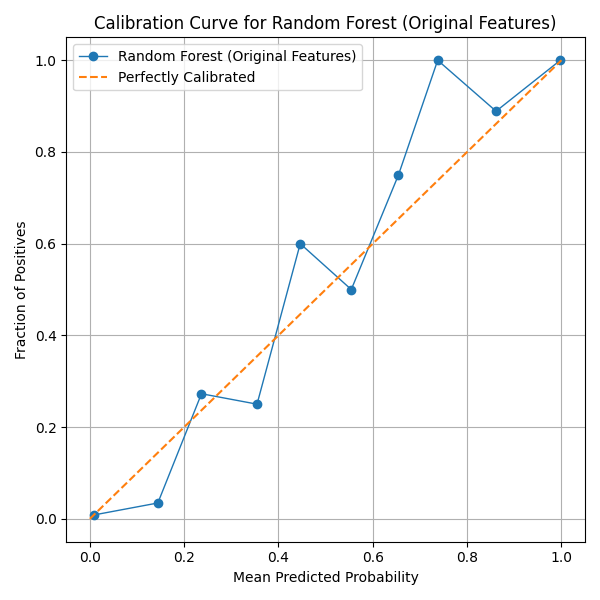 Calibration Curve for Random Forest (Original Features)
Random Forest (Original Features)
Perfectly Calibrated
1.0
0.8
0.6
0.4
0.2
0.0
Fraction of Positives
0.0 0.2 0.4 0.6 0.8 1.0
Mean Predicted Probability